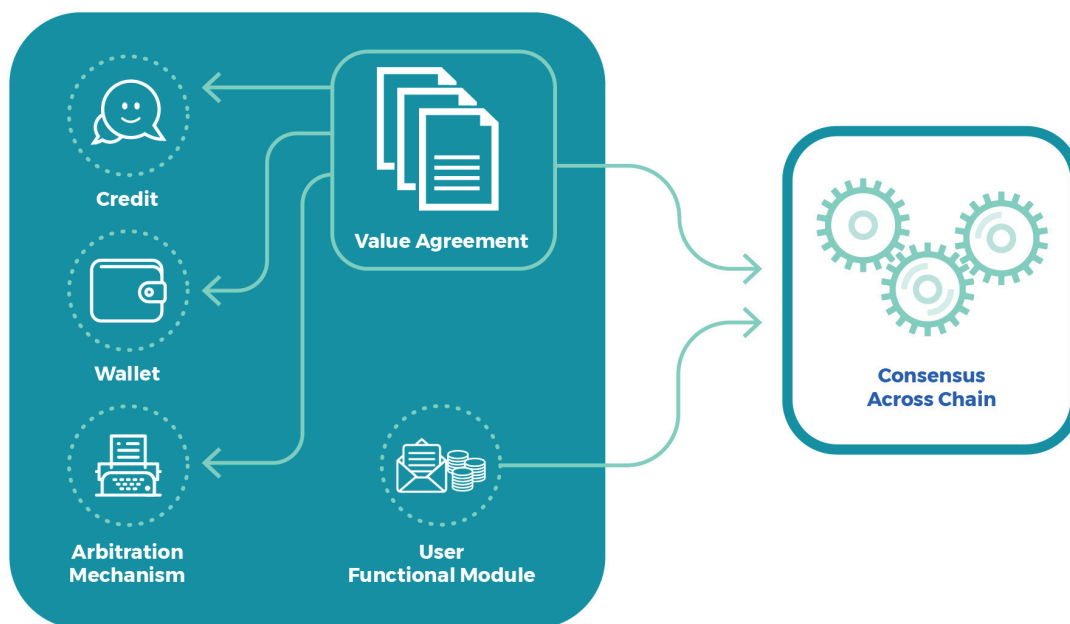 Credit
Value Agreement
Wallet
Consensus
Across Chain
Arbitration
Mechanism
User
Functional Module